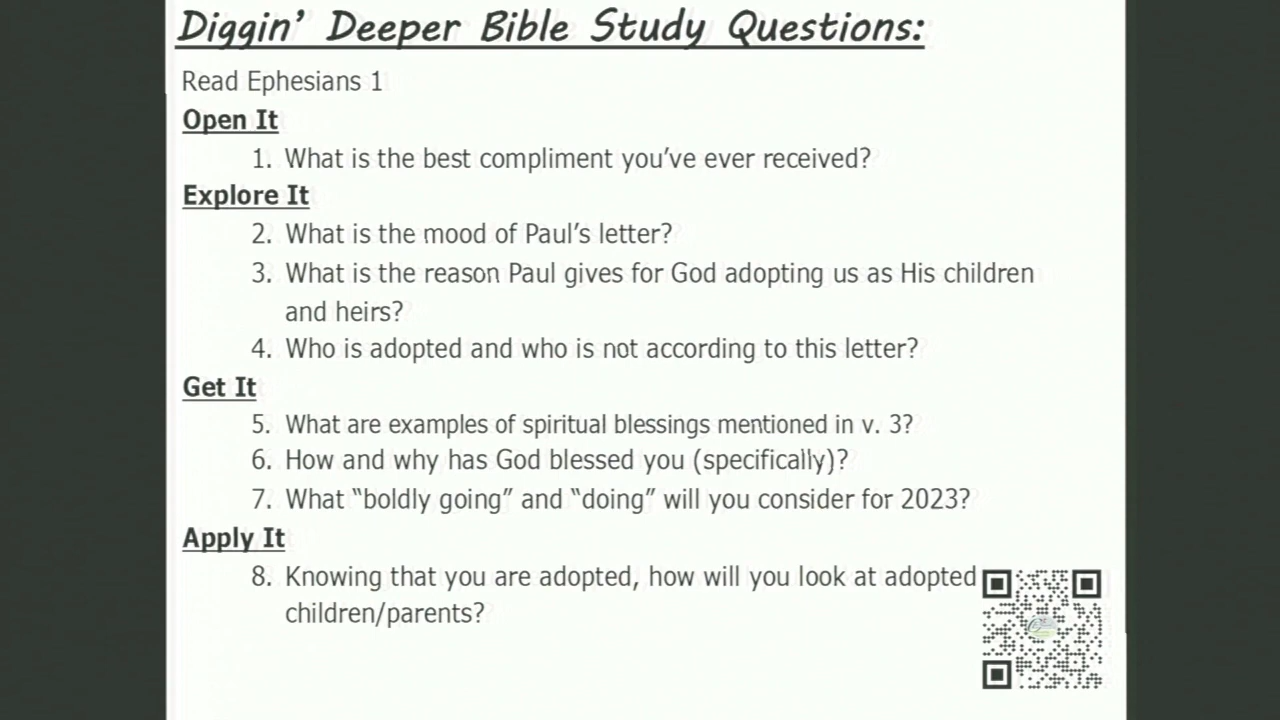 Diggin’ Deeper Bible Study Questions:
Read Ephesians 1
Open It
1. What is the best compliment you’ve ever received?
Explore It
2. What is the mood of Paul’s letter?
3. What is the reason Paul gives for God adopting us as His children
and heirs?
4. Who is adopted and who is not according to this letter?
Get It
5. What are examples of spiritual blessings mentioned in v. 3?
6. How and why has God blessed you (specifically)?
7. What “boldly going” and “doing” will you consider for 2023?
Apply It
8. Knowing that you are adopted, how will you look at adopted
children/parents?